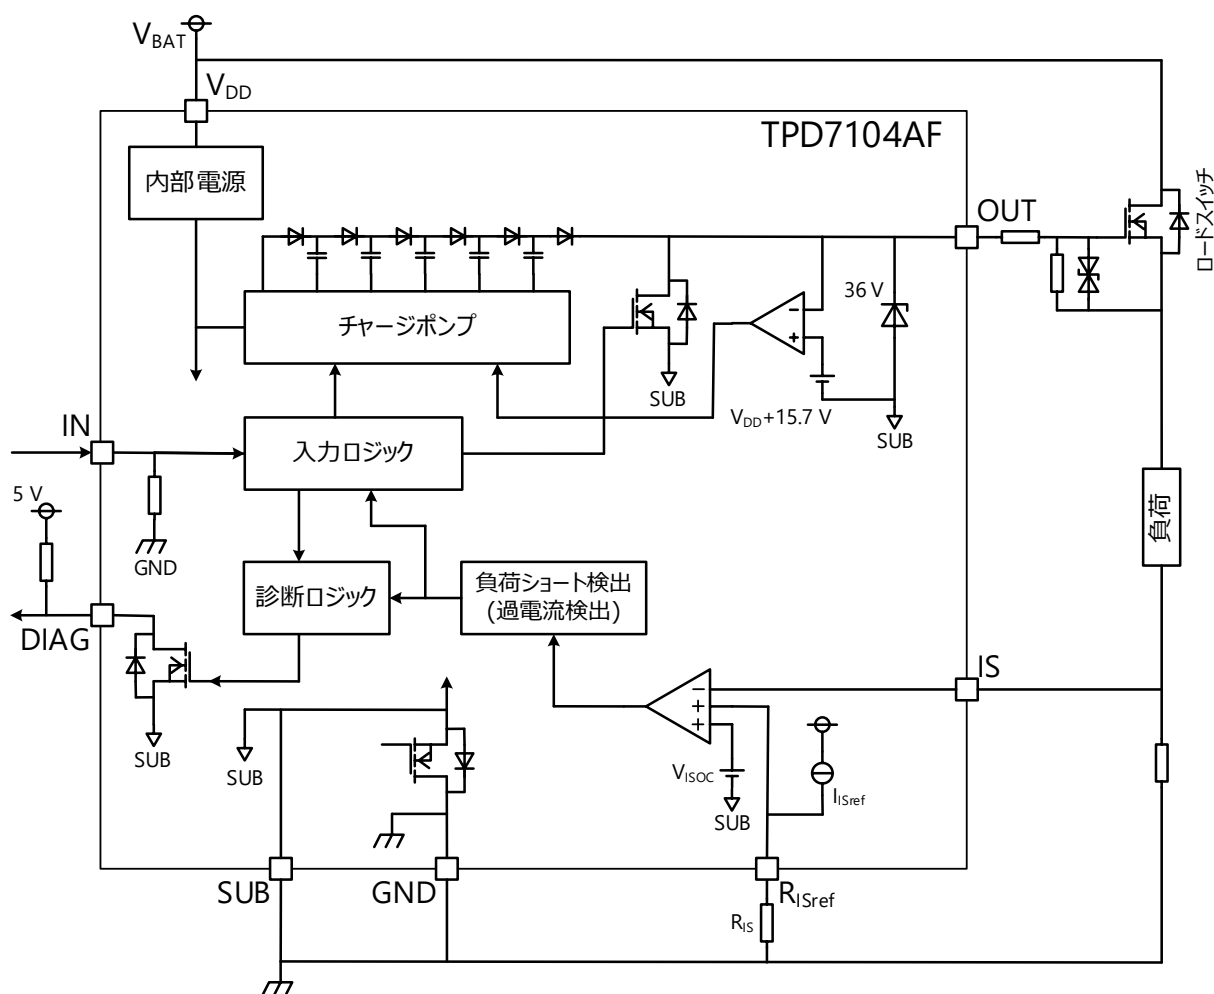 VBAT
VDD
TPD7104AF
内部電源
OUT
ロードスイッチ
36 V
チャージポンプ
SUB
VDD+15.7 V
SUB
IN
入力ロジック
5 V
GND
負荷
診断ロジック
負荷ショート検出
(過電流検出)
DIAG
IS
SUB
SUB
VISOC
IISref
SUB
SUB
GND
RISref
RIS